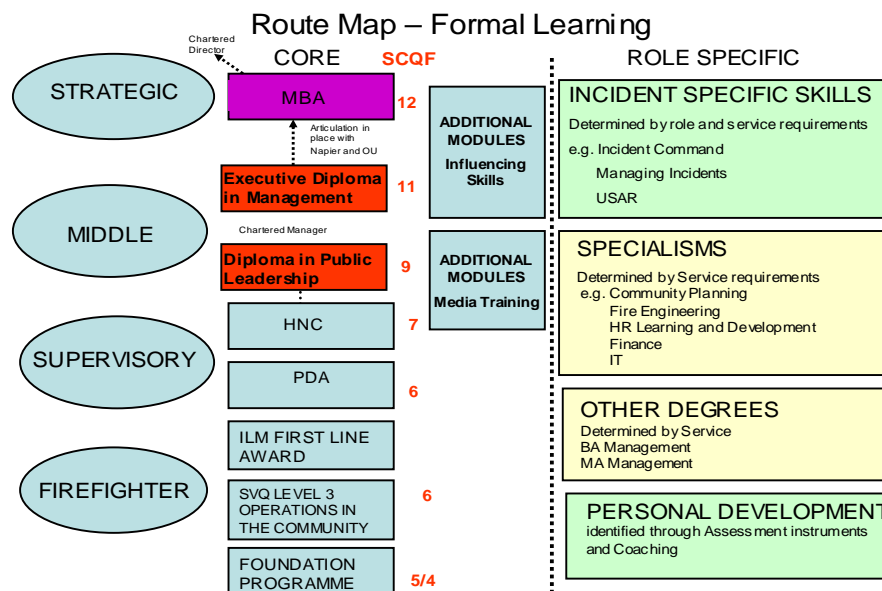 Route Map – Formal Learning
Chartered
Director
CORE
SCQF
ROLE SPECIFIC
STRATEGIC
MBA
12
Articulation in
place with
Napier and OU
ADDITIONAL
MODULES
Influencing
Skills
Executive Diploma
in Management
11
MIDDLE
Chartered Manager
Diploma in Public
Leadership
9
ADDITIONAL
MODULES
Media Training
HNC
7
SUPERVISORY
PDA
6
ILM FIRST LINE
AWARD
FIREFIGHTER
SVQ LEVEL 3
OPERATIONS IN
THE COMMUNITY
6
FOUNDATION
PROGRAMME
5/4
INCIDENT SPECIFIC SKILLS
Determined by role and service requirements
e.g. Incident Command
Managing Incidents
USAR
SPECIALISMS
Determined by Service requirements
e.g. Community Planning
Fire Engineering
HR Learning and Development
Finance
IT
OTHER DEGREES
Determined by Service
BA Management
MA Management
PERSONAL DEVELOPMENT
identified through Assessment instruments
and Coaching